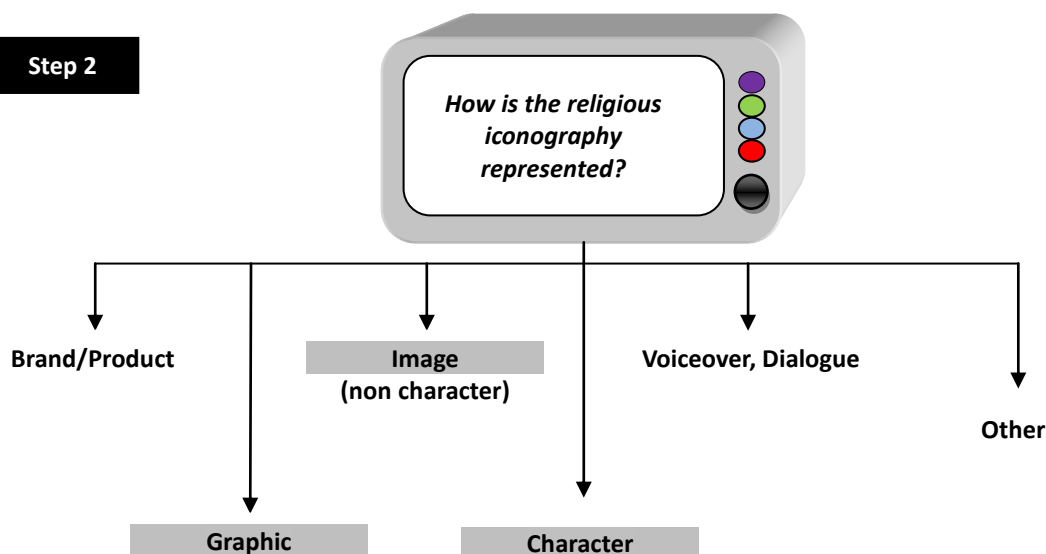 Step 2
How is the religious
iconography
represented?
Brand/Product
Image
(non character)
Voiceover, Dialogue
Other
Graphic
Character